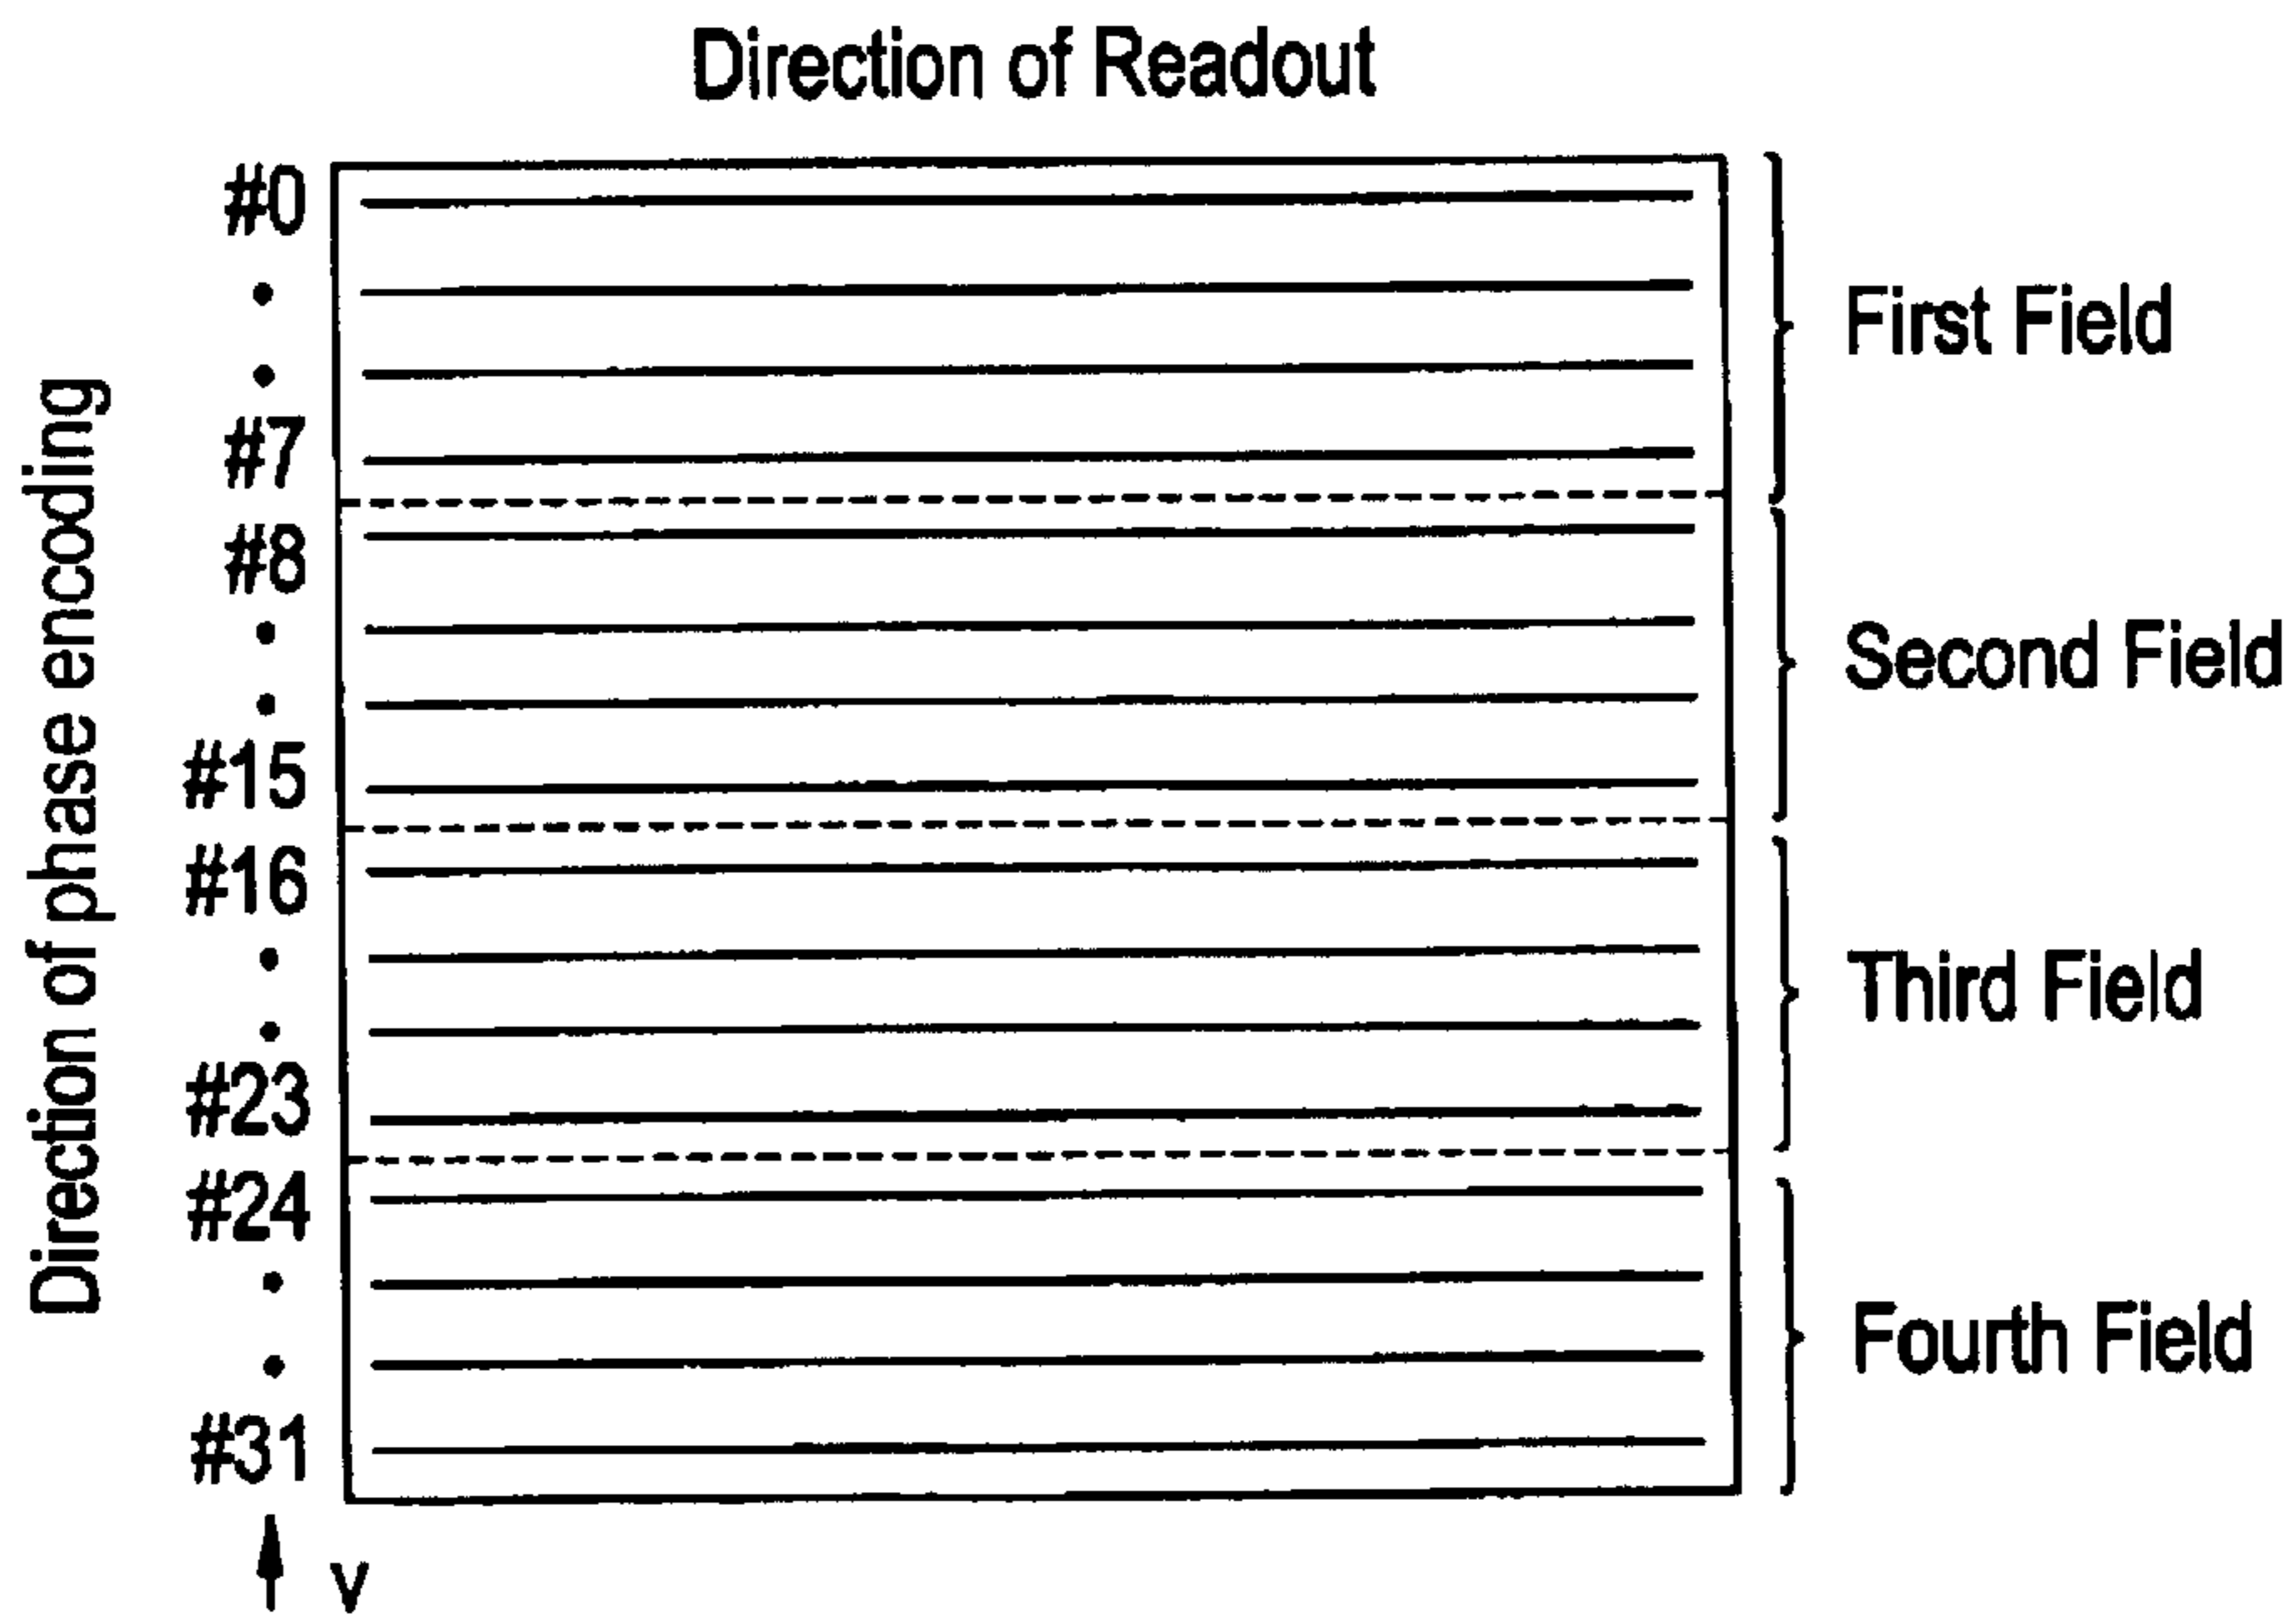 Direction of Readout
Direction of phase encoding
#0
#7
First Field
#8
#15
Second Field
#16
#23
Third Field
#24
#31
Fourth Field
v